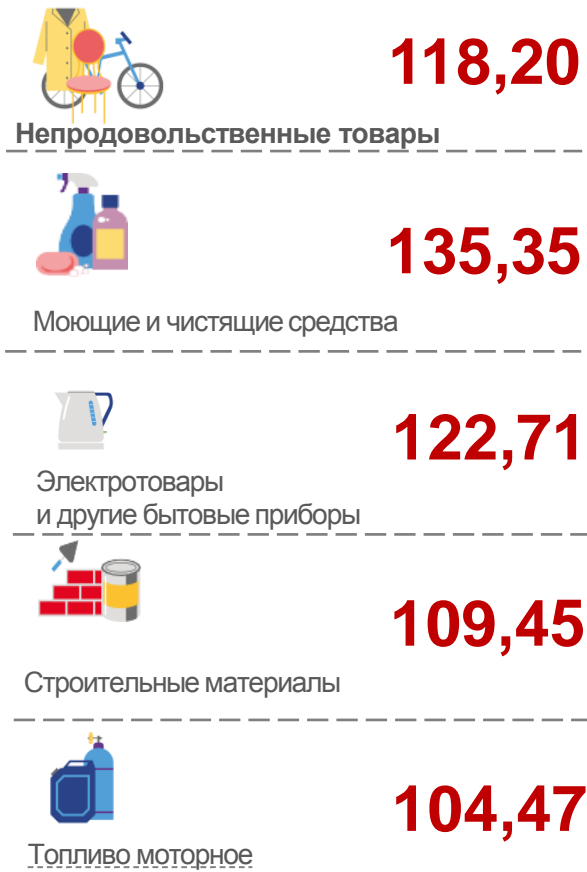 118,20
Непродовольственные товары
135,35
Моющие и чистящие средства
122,71
Электротовары
и другие бытовые приборы
109,45
Строительные материалы
104,47
Топливо моторное